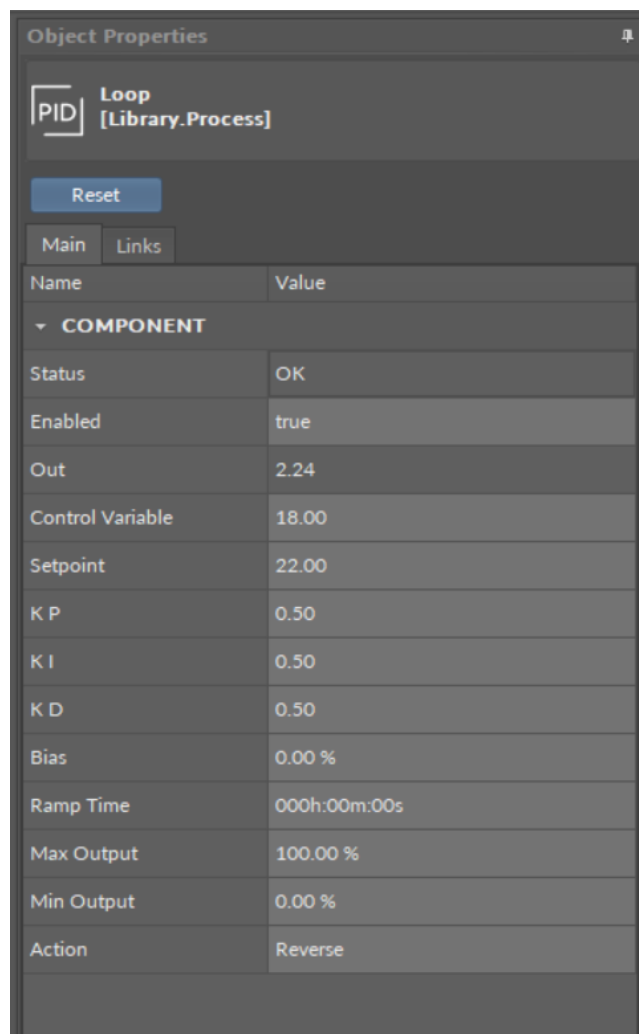 Object Properties
PID
Loop
[Library.Process]
Reset
Main Links
Name Value
COMPONENT
Status OK
Enabled true
Out 2.24
Control Variable 18.00
Setpoint 22.00
K P 0.50
K I 0.50
K D 0.50
Bias 0.00 %
Ramp Time 000h:00m:00s
Max Output 100.00 %
Min Output 0.00 %
Action Reverse